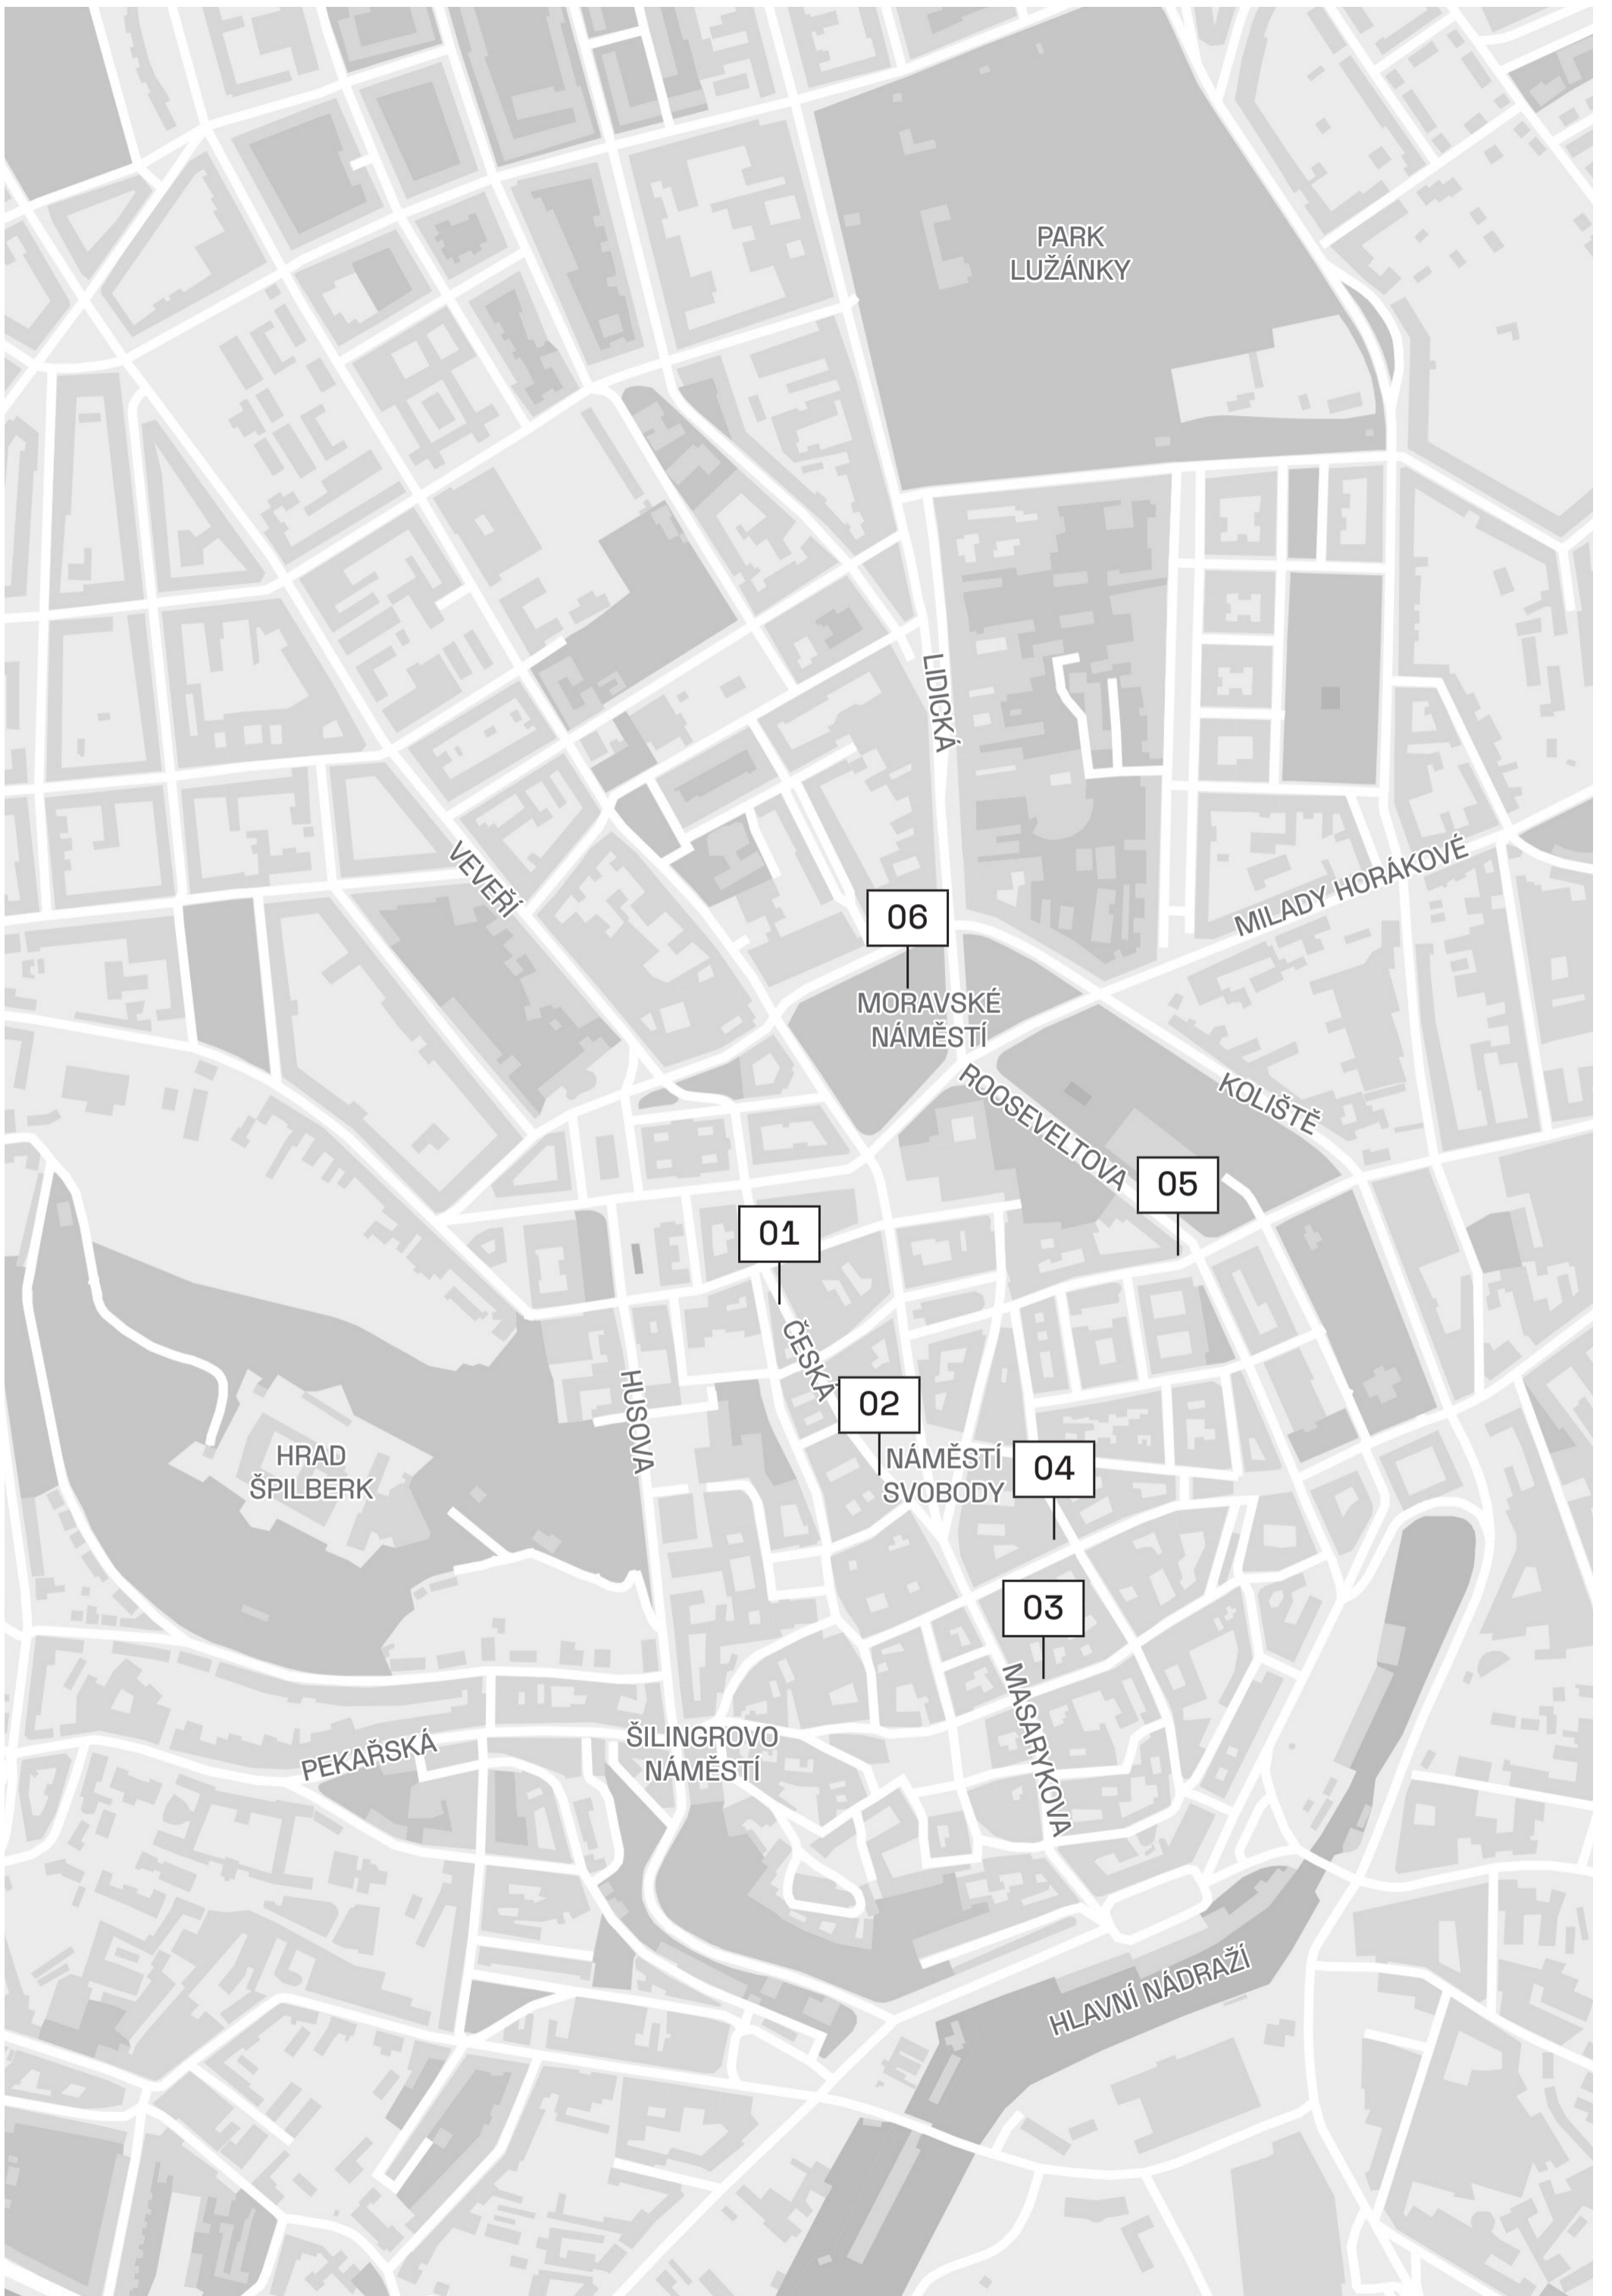 PARK
LUŽÁNKY
LIDICKÁ
VEVEŘÍ
MILADY HORÁKOVÉ
06
MORAVSKÉ
NÁMĚSTÍ
ROOSEVELTOVA
KOLIŠTĚ
05
01
ČESKÁ
HUSOVA
02
NÁMĚSTÍ
SVOBODY
04
HRAD
ŠPILBERK
03
MASARYKOVA
PEKAŘSKÁ
ŠILINGROVO
NÁMĚSTÍ
HLAVNÍ NÁDRAŽÍ